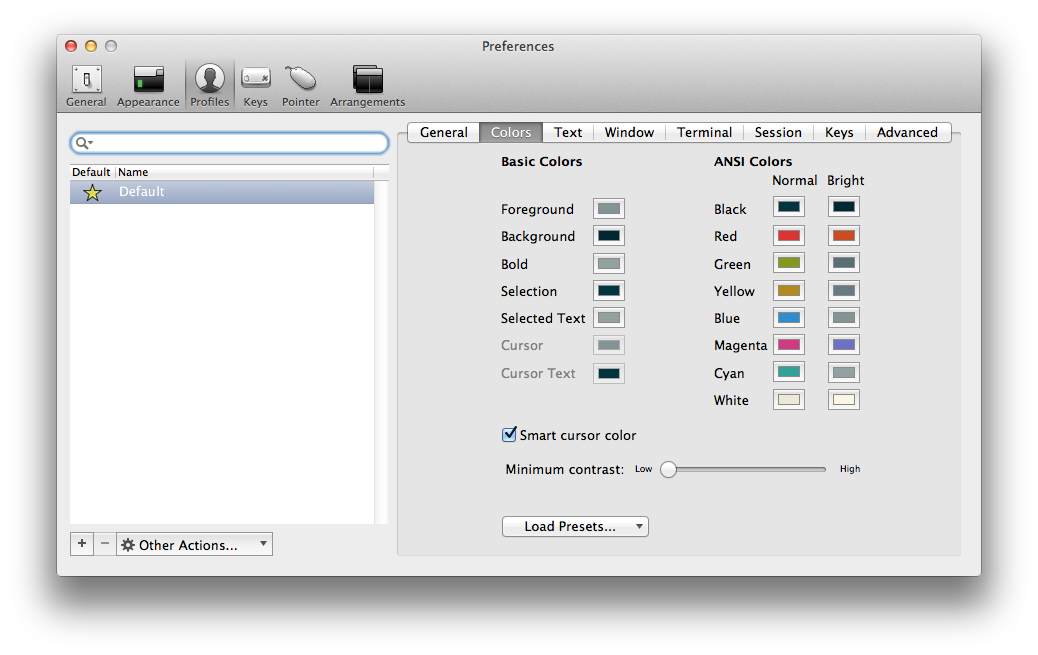 Preferences
General Appearance Profiles Keys Pointer Arrangements
General Colors Text Window Terminal Session Keys Advanced
Default Name
Default
Basic Colors
Foreground
Background
Bold
Selection
Selected Text
Cursor
Cursor Text
ANSI Colors
Normal Bright
Black
Red
Green
Yellow
Blue
Magenta
Cyan
White
Smart cursor color
Minimum contrast: Low High
Load Presets...
+ − Other Actions...